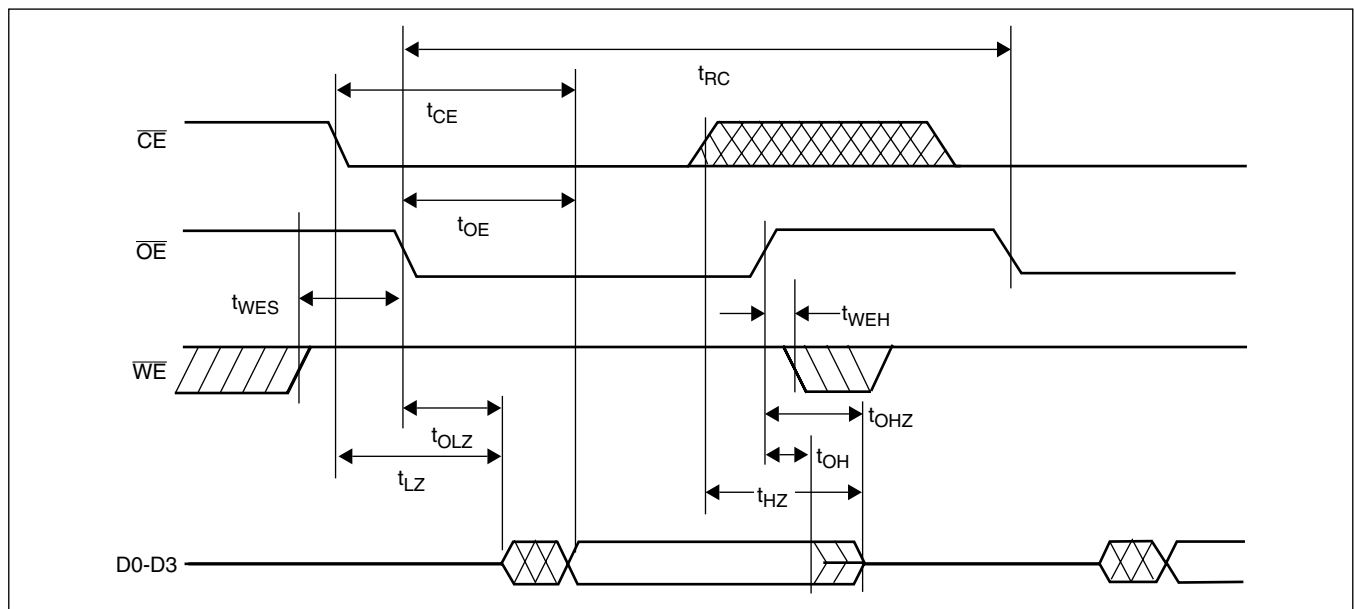 tRC
tCE
CE
tOE
OE
tWES
tWEH
WE
tOLZ
tOHZ
tOH
tLZ
tHZ
D0-D3